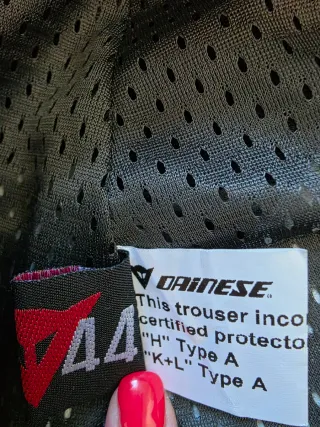 DAINESE
This trouser inco
certified protecto
"H" Type A
"K+L" Type A
44